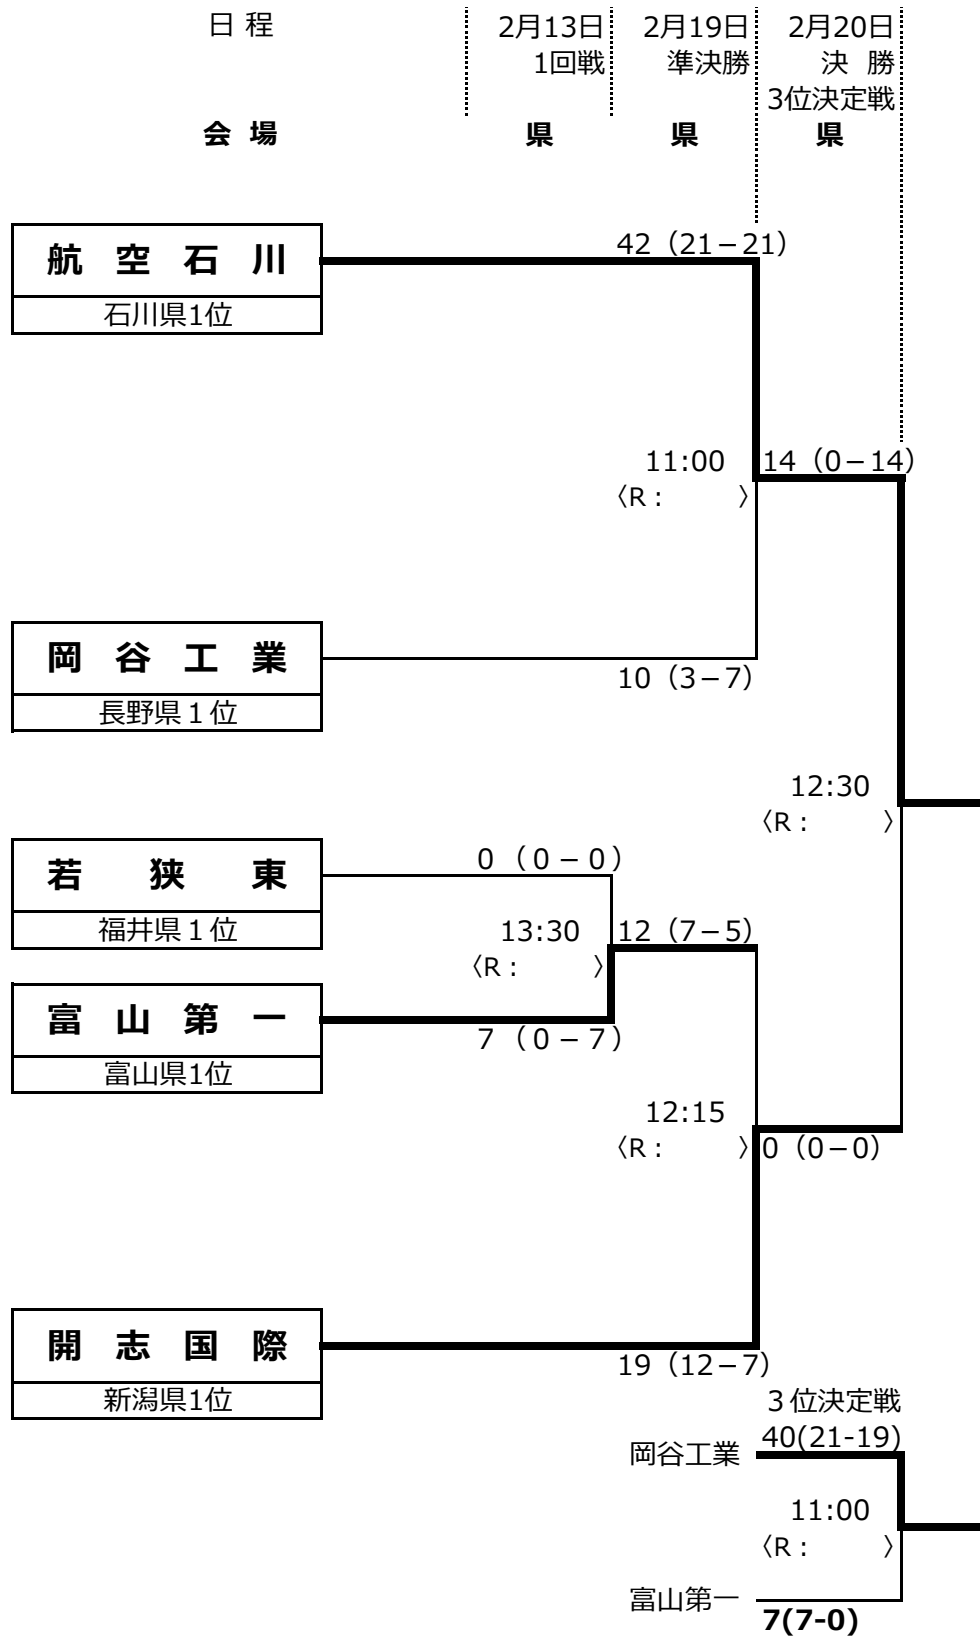 日 程 2月13日 2月19日 2月20日
1回戦 準決勝 決 勝
3位決定戦
会 場 県 県 県
42（21－21）
航 空 石 川
石川県1位
11:00 14（0－14）
〈R： 〉
岡 谷 工 業
10（3－7）
長野県１位
12:30
〈R： 〉
0（0－0）
若 狭 東
福井県１位
13:30 12（7－5）
〈R： 〉
富 山 第 一
7（0－7）
富山県1位
12:15
〈R： 〉 0（0－0）
開 志 国 際
19（12－7）
新潟県1位
３位決定戦
40(21-19)
岡谷工業
11:00
〈R： 〉
富山第一
7(7-0)